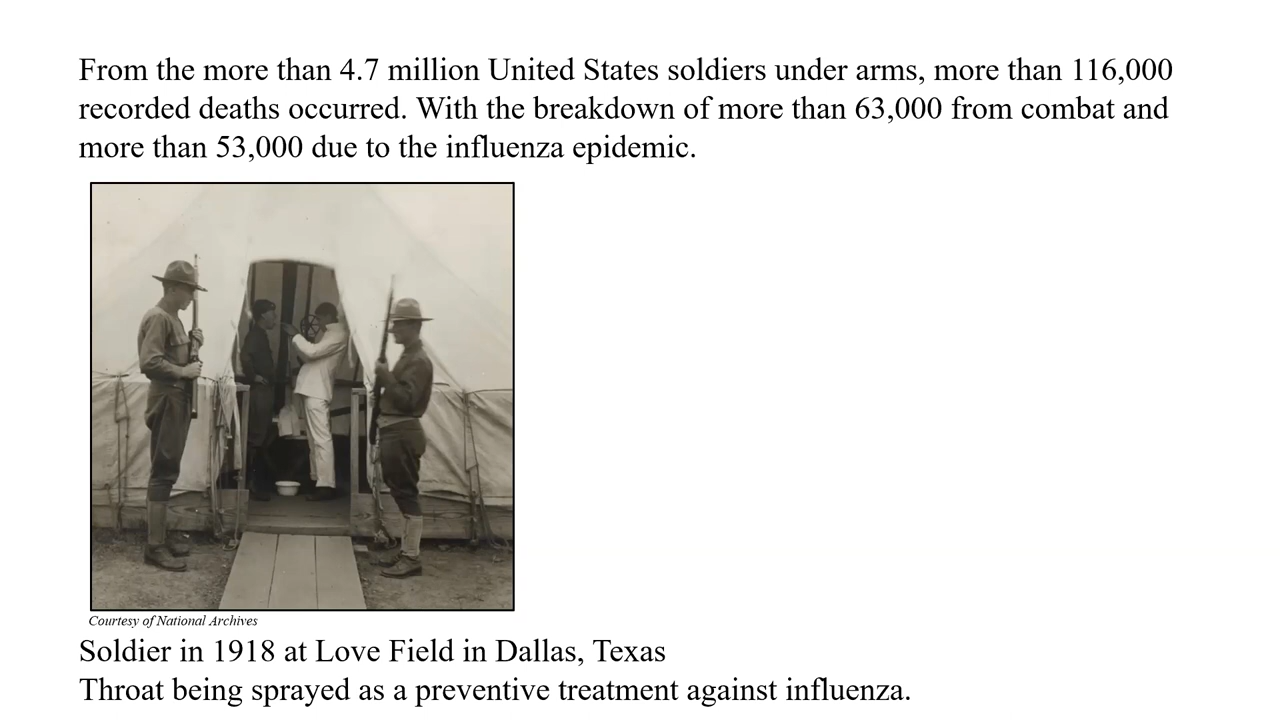 From the more than 4.7 million United States soldiers under arms, more than 116,000
recorded deaths occurred. With the breakdown of more than 63,000 from combat and
more than 53,000 due to the influenza epidemic.
Courtesy of National Archives
Soldier in 1918 at Love Field in Dallas, Texas
Throat being sprayed as a preventive treatment against influenza.